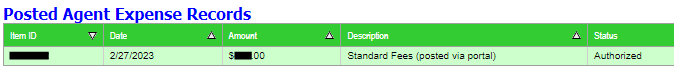 Posted Agent Expense Records
Item ID Date Amount Description Status
2/27/2023 $ .00 Standard Fees (posted via portal) Authorized